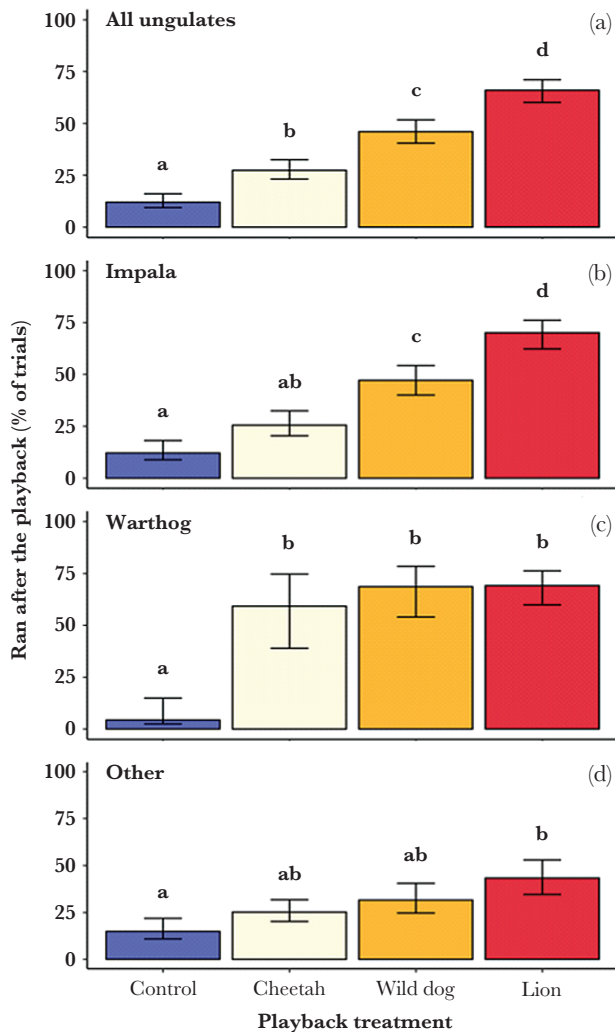 Ran after the playback (% of trials)
All ungulates (a)
100
75
50
25
0
a b c d
Impala (b)
100
75
50
25
0
a ab c d
Warthog (c)
100
75
50
25
0
a b b b
Other (d)
100
75
50
25
0
a ab ab b
Control Cheetah Wild dog Lion
Playback treatment